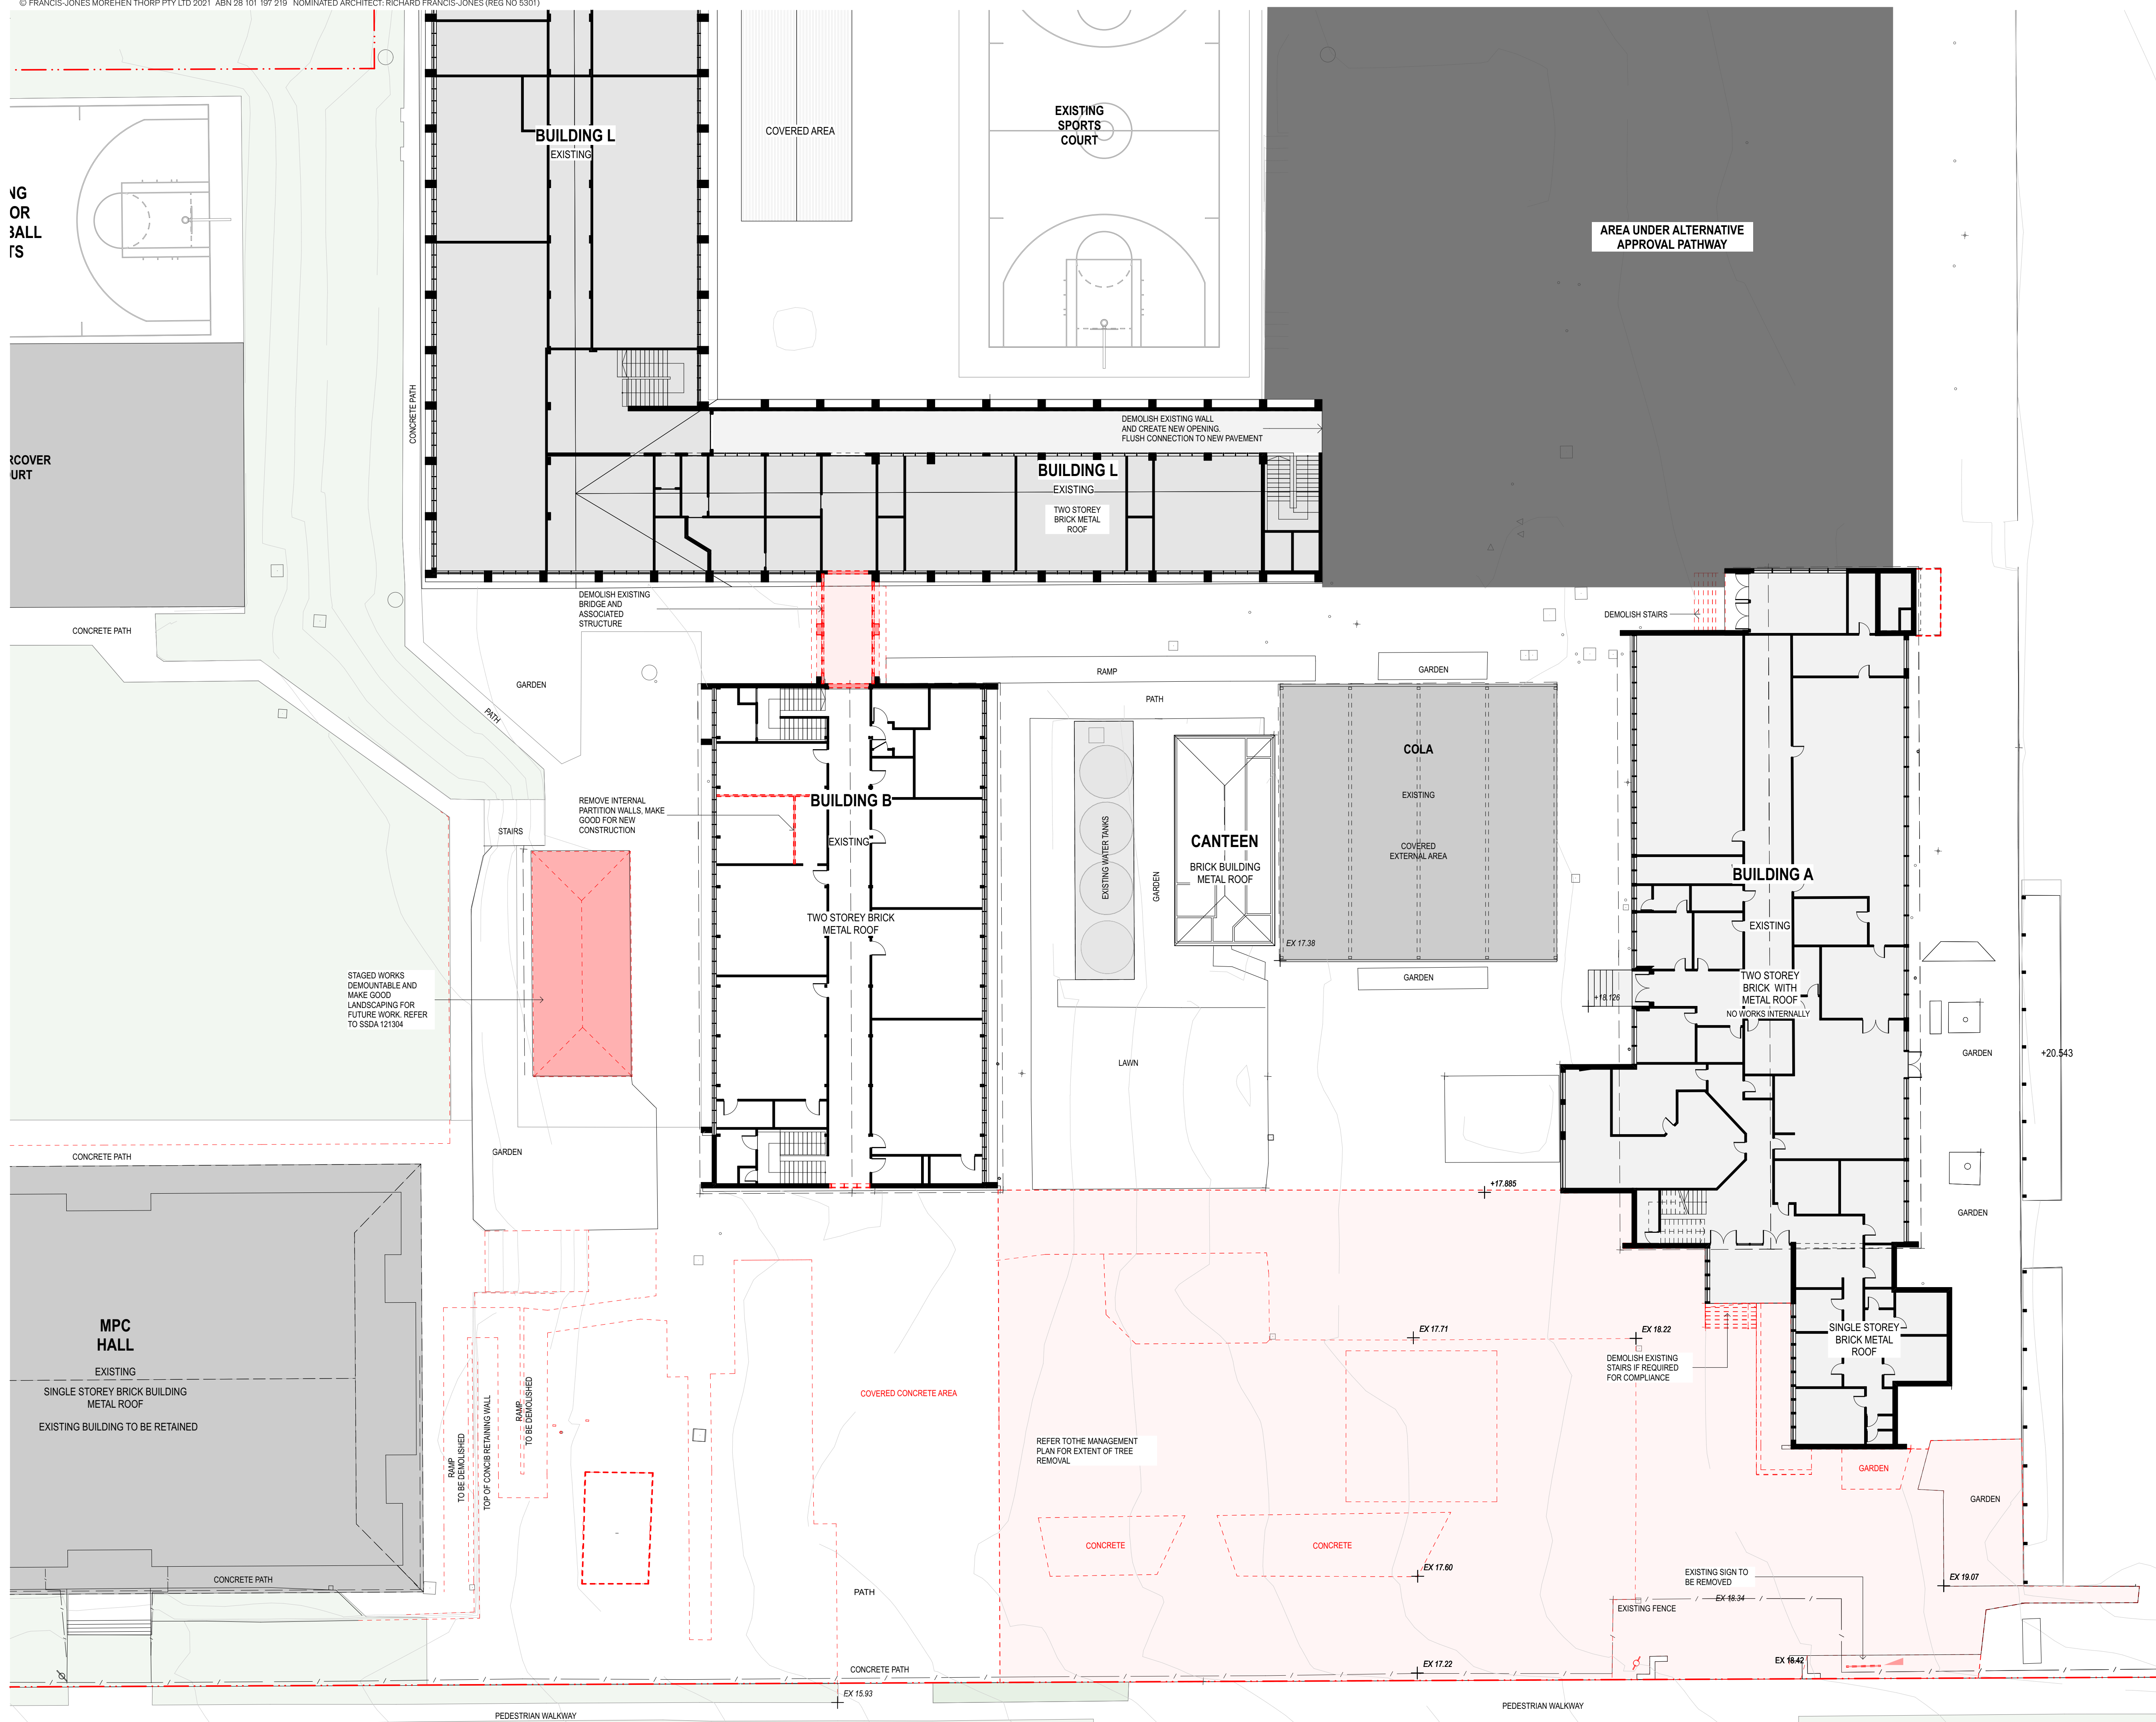 © FRANCIS-JONES MOREHEN THORP PTY LTD 2021 ABN 28 101 197 219 NOMINATED ARCHITECT: RICHARD FRANCIS-JONES (REG NO 5301)
BUILDING L
EXISTING
COVERED AREA
EXISTING
SPORTS
COURT
AREA UNDER ALTERNATIVE
APPROVAL PATHWAY
NG
OR
BALL
TS
CONCRETE PATH
RCOVER
URT
DEMOLISH EXISTING WALL
AND CREATE NEW OPENING.
FLUSH CONNECTION TO NEW PAVEMENT
BUILDING L
EXISTING
TWO STOREY
BRICK METAL
ROOF
DEMOLISH EXISTING
BRIDGE AND
ASSOCIATED
STRUCTURE
DEMOLISH STAIRS
CONCRETE PATH
GARDEN
PATH
RAMP
PATH
GARDEN
COLA
EXISTING
COVERED
EXTERNAL AREA
EX 17.38
GARDEN
REMOVE INTERNAL
PARTITION WALLS, MAKE
GOOD FOR NEW
CONSTRUCTION
BUILDING B
EXISTING
TWO STOREY BRICK
METAL ROOF
STAIRS
EXISTING WATER TANKS
GARDEN
CANTEEN
BRICK BUILDING
METAL ROOF
BUILDING A
EXISTING
TWO STOREY
BRICK WITH
METAL ROOF
NO WORKS INTERNALLY
+18.126
STAGED WORKS
DEMOUNTABLE AND
MAKE GOOD
LANDSCAPING FOR
FUTURE WORK. REFER
TO SSDA 121304
LAWN
GARDEN
+20.543
CONCRETE PATH
GARDEN
+17.885
GARDEN
MPC
HALL
EXISTING
SINGLE STOREY BRICK BUILDING
METAL ROOF
EXISTING BUILDING TO BE RETAINED
RAMP
TO BE DEMOLISHED
TOP OF CONCIB RETAINING WALL
RAMP
TO BE DEMOLISHED
COVERED CONCRETE AREA
EX 17.71
EX 18.22
DEMOLISH EXISTING
STAIRS IF REQUIRED
FOR COMPLIANCE
SINGLE STOREY
BRICK METAL
ROOF
REFER TOTHE MANAGEMENT
PLAN FOR EXTENT OF TREE
REMOVAL
GARDEN
GARDEN
CONCRETE
CONCRETE
EX 17.60
CONCRETE PATH
PATH
EXISTING SIGN TO
BE REMOVED
EX 19.07
EX 18.34
EXISTING FENCE
CONCRETE PATH
EX 17.22
EX 18.42
EX 15.93
PEDESTRIAN WALKWAY
PEDESTRIAN WALKWAY